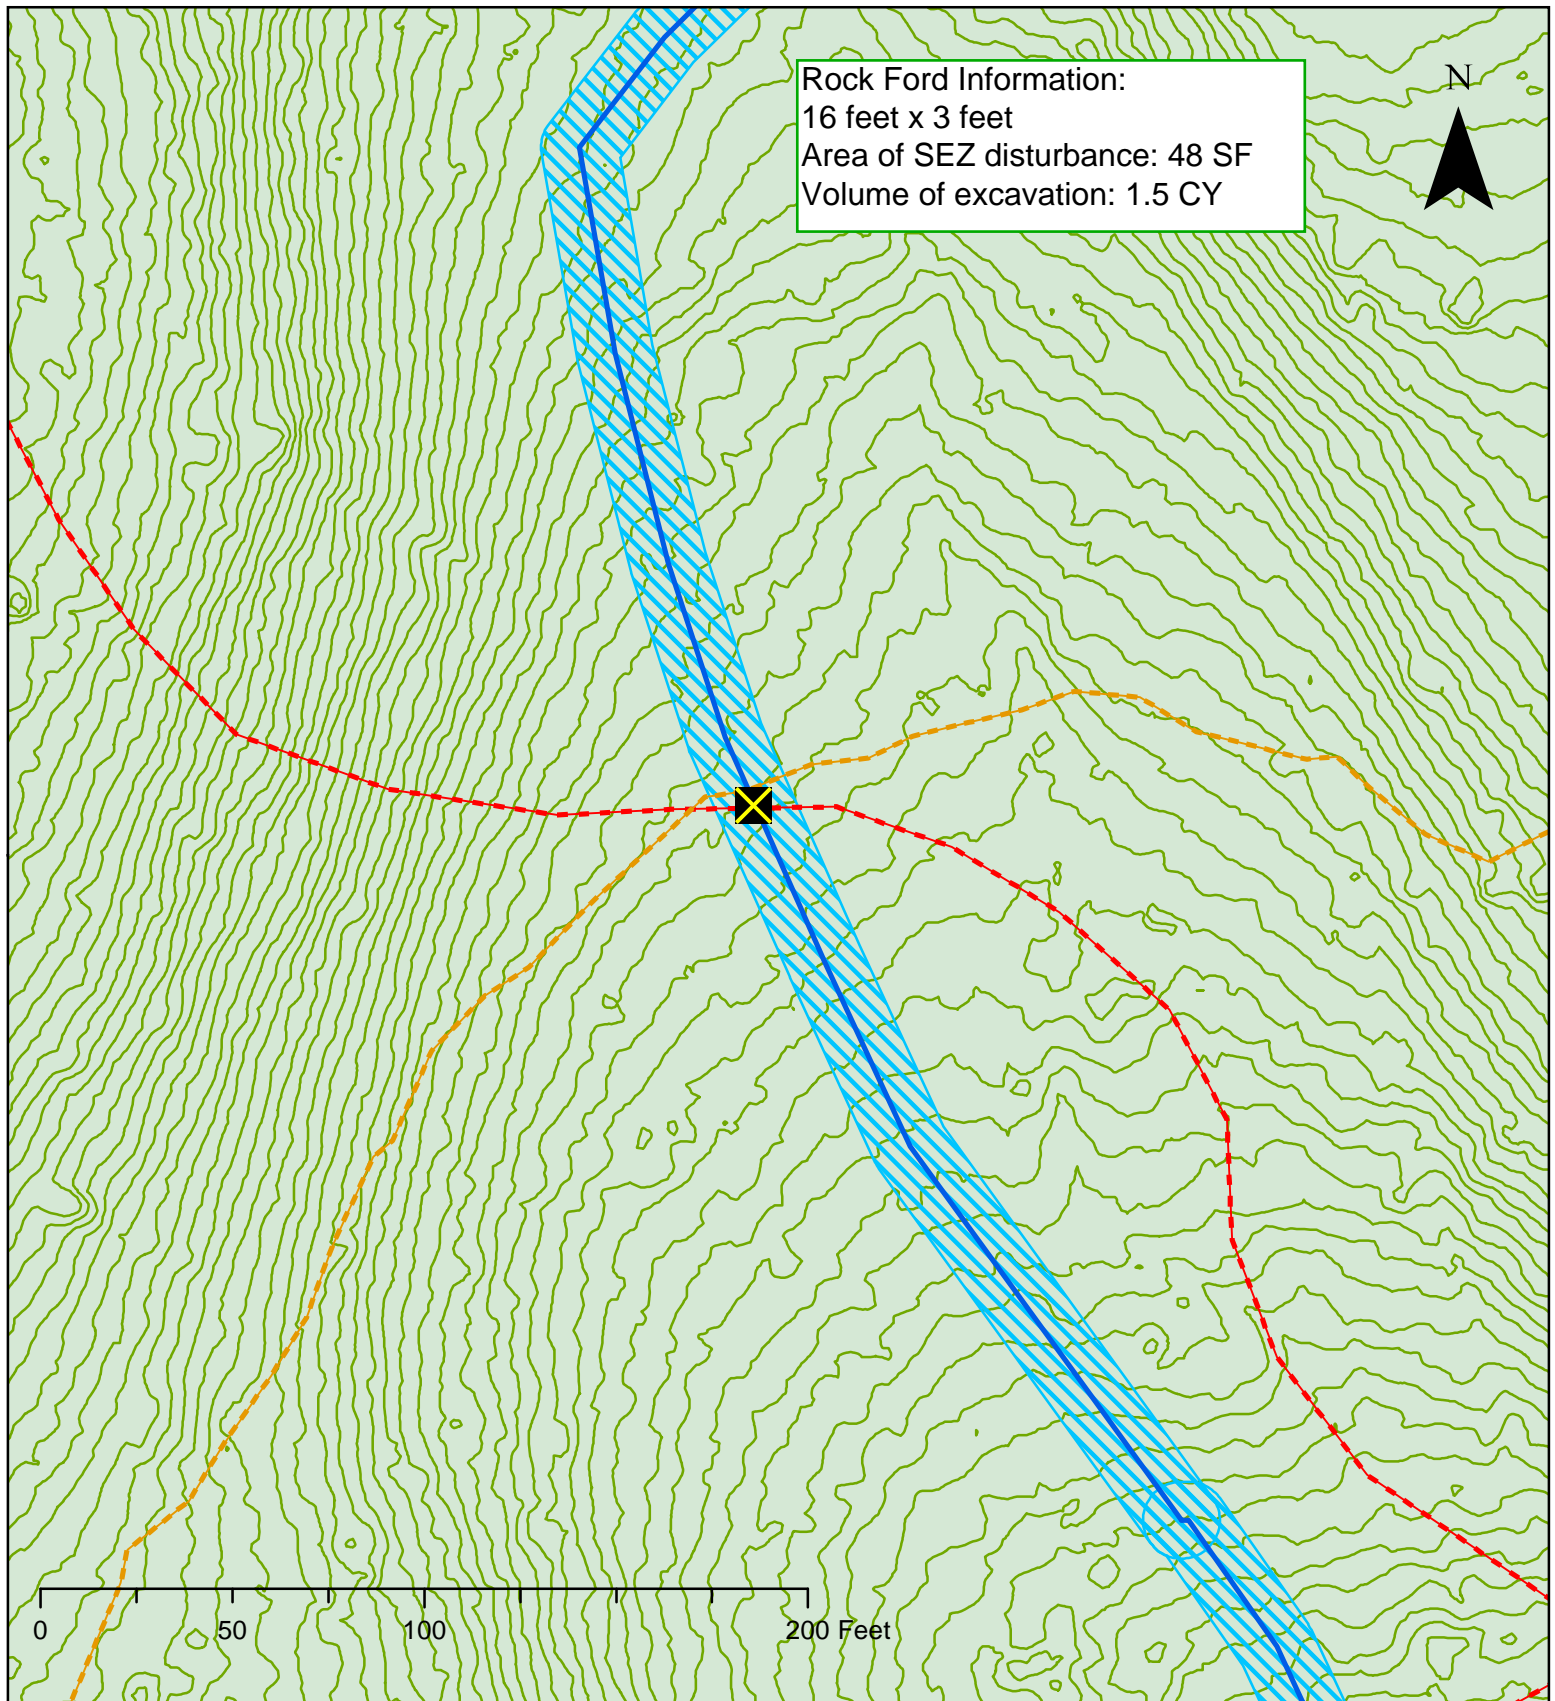 Rock Ford Information:
16 feet x 3 feet
Area of SEZ disturbance: 48 SF
Volume of excavation: 1.5 CY
N
0 50 100 200 Feet